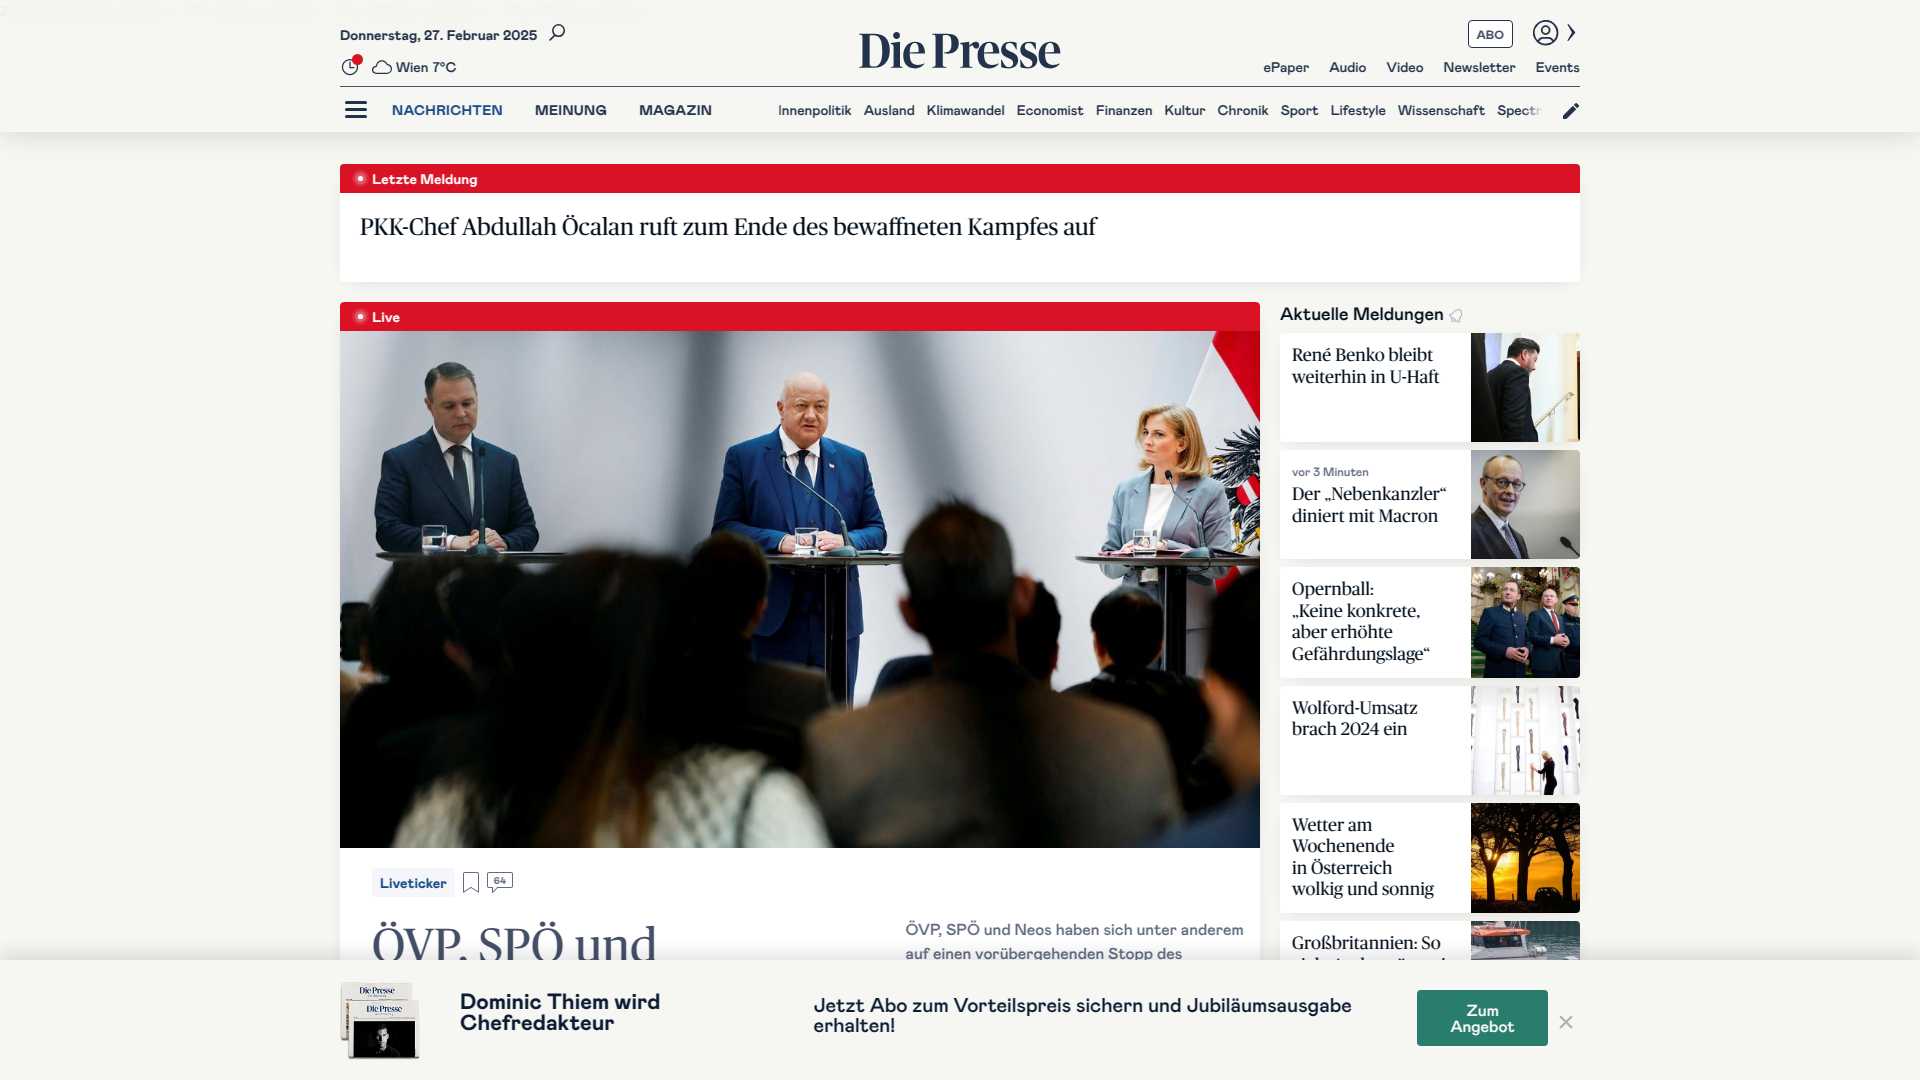 Donnerstag, 27. Februar 2025
Wien 7°C
Die Presse
ABO
ePaper Audio Video Newsletter Events
NACHRICHTEN MEINUNG MAGAZIN
Innenpolitik Ausland Klimawandel Economist Finanzen Kultur Chronik Sport Lifestyle Wissenschaft Spectr
Letzte Meldung
PKK-Chef Abdullah Öcalan ruft zum Ende des bewaffneten Kampfes auf
Live
Liveticker
64
ÖVP, SPÖ und
ÖVP, SPÖ und Neos haben sich unter anderem
auf einen vorübergehenden Stopp des
Aktuelle Meldungen
René Benko bleibt
weiterhin in U-Haft
vor 3 Minuten
Der „Nebenkanzler“
diniert mit Macron
Opernball:
„Keine konkrete,
aber erhöhte
Gefährdungslage“
Wolford-Umsatz
brach 2024 ein
Wetter am
Wochenende
in Österreich
wolkig und sonnig
Großbritannien: So
Die Presse
Die Presse
Dominic Thiem wird
Chefredakteur
Jetzt Abo zum Vorteilspreis sichern und Jubiläumsausgabe
erhalten!
Zum
Angebot